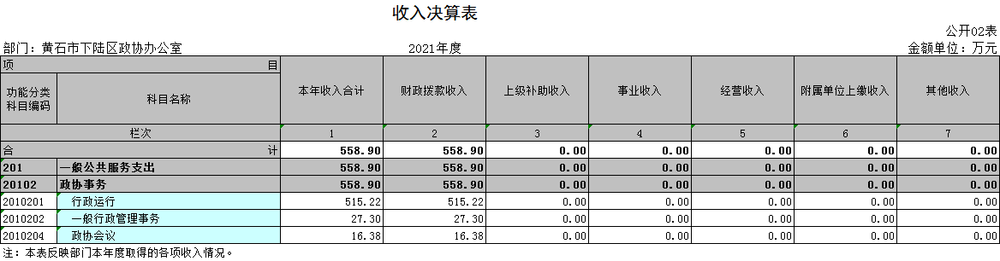 收入决算表
公开02表
部门：黄石市下陆区政协办公室 2021年度 金额单位：万元
项 目
功能分类科目编码 科目名称 本年收入合计 财政拨款收入 上级补助收入 事业收入 经营收入 附属单位上缴收入 其他收入
栏次 1 2 3 4 5 6 7
合 计 558.90 558.90 0.00 0.00 0.00 0.00 0.00
201 一般公共服务支出 558.90 558.90 0.00 0.00 0.00 0.00 0.00
20102 政协事务 558.90 558.90 0.00 0.00 0.00 0.00 0.00
2010201 行政运行 515.22 515.22 0.00 0.00 0.00 0.00 0.00
2010202 一般行政管理事务 27.30 27.30 0.00 0.00 0.00 0.00 0.00
2010204 政协会议 16.38 16.38 0.00 0.00 0.00 0.00 0.00
注：本表反映部门本年度取得的各项收入情况。